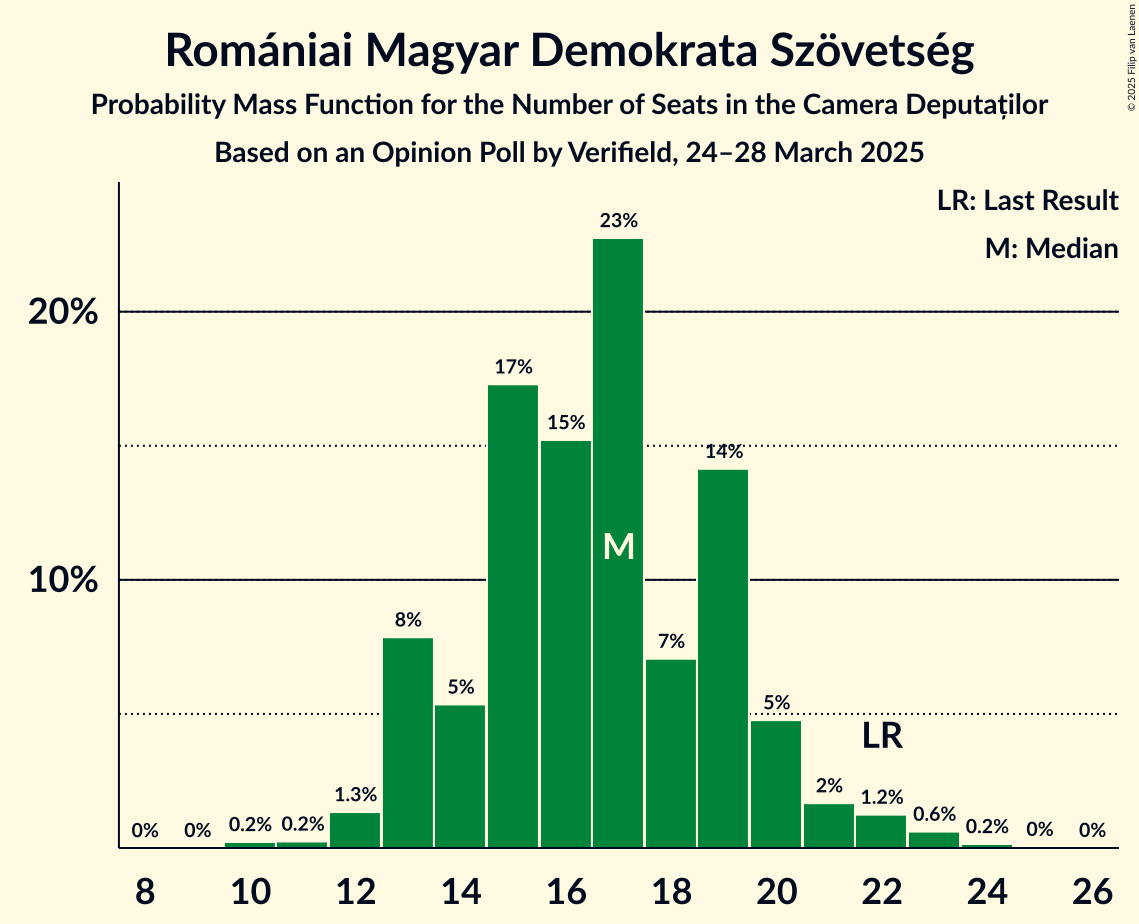 Romániai Magyar Demokrata Szövetség
Probability Mass Function for the Number of Seats in the Camera Deputaților
Based on an Opinion Poll by Verifield, 24–28 March 2025
© 2025 Filip van Laenen
LR: Last Result
M: Median
20%
10%
0%
0%
0.2%
0.2%
1.3%
8%
5%
17%
15%
23%
M
7%
14%
5%
2%
LR
1.2%
0.6%
0.2%
0%
0%
8 10 12 14 16 18 20 22 24 26